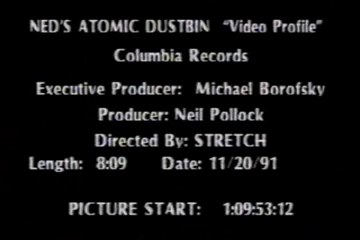 NED'S ATOMIC DUSTBIN "Video Profile"
Columbia Records
Executive Producer: Michael Borofsky
Producer: Neil Pollock
Directed By: STRETCH
Length: 8:09 Date: 11/20/91
PICTURE START: 1:09:53:12